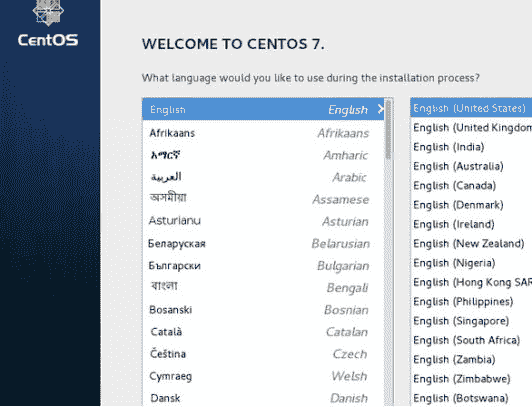 CentOS
WELCOME TO CENTOS 7.
What language would you like to use during the installation process?
English English
Afrikaans Afrikaans
አማርኛ Amharic
العربية Arabic
অসমীয়া Assamese
Asturianu Asturian
Беларуская Belarusian
Български Bulgarian
বাংলা Bengali
Bosanski Bosnian
Català Catalan
Čeština Czech
Cymraeg Welsh
Dansk Danish
English (United States)
English (United Kingdom
English (India)
English (Australia)
English (Canada)
English (Denmark)
English (Ireland)
English (New Zealand)
English (Nigeria)
English (Hong Kong SAR
English (Philippines)
English (Singapore)
English (South Africa)
English (Zambia)
English (Zimbabwe)
English (Botswana)